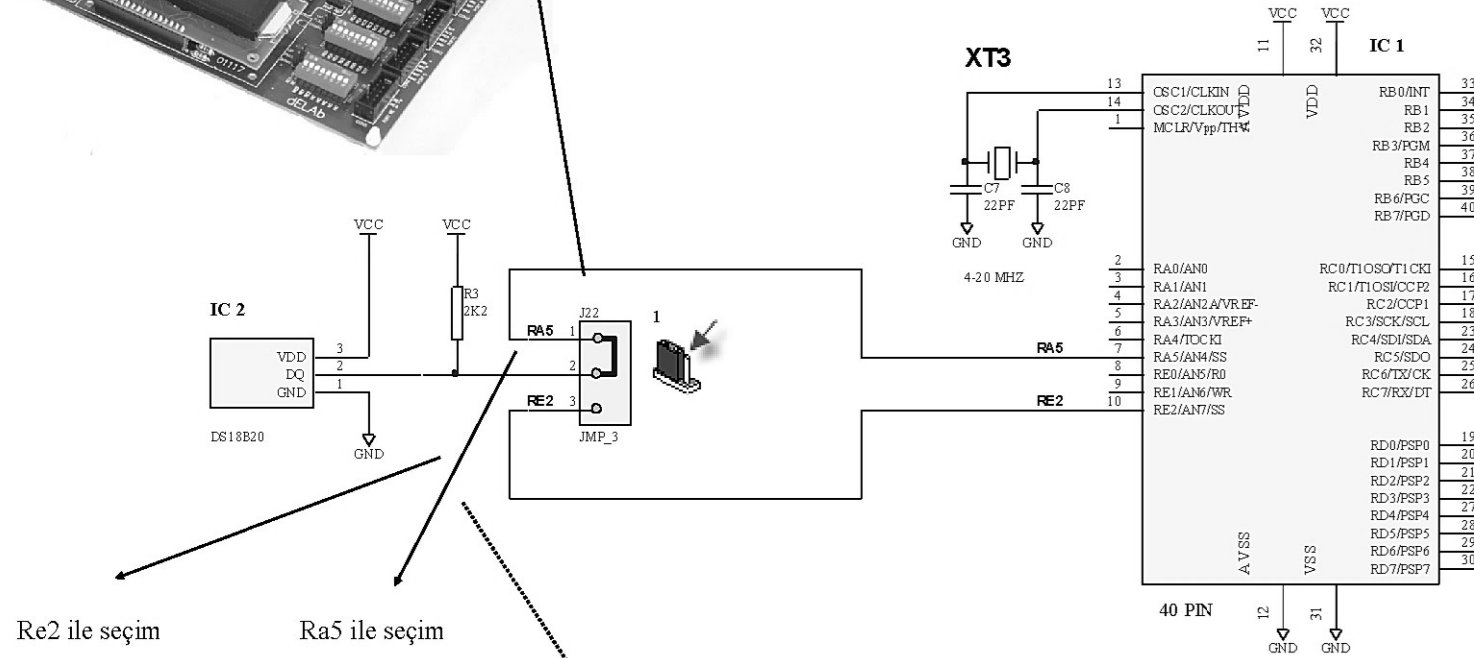 01117
dELAb
XT3
VCC VCC
11 32 IC 1
13 OSC1/CLKIN
14 OSC2/CLKOUT
1 MCLR/Vpp/THV
AVDD
VDD
RB0/INT 33
RB1 34
RB2 35
RB3/PGM 36
RB4 37
RB5 38
RB6/PGC 39
RB7/PGD 40
C7
22PF
C8
22PF
GND GND
4-20 MHZ
2 RA0/AN0
3 RA1/AN1
4 RA2/AN2A/VREF-
5 RA3/AN3/VREF+
6 RA4/TOCKI
RA5 7 RA5/AN4/SS
8 RE0/AN5/R0
9 RE1/AN6/WR
RE2 10 RE2/AN7/SS
RC0/T1OSO/T1CKI 15
RC1/T1OSI/CCP2 16
RC2/CCP1 17
RC3/SCK/SCL 18
RC4/SDI/SDA 23
RC5/SDO 24
RC6/TX/CK 25
RC7/RX/DT 26
RD0/PSP0 19
RD1/PSP1 20
RD2/PSP2 21
RD3/PSP3 22
RD4/PSP4 27
RD5/PSP5 28
RD6/PSP6 29
RD7/PSP7 30
AVSS
VSS
40 PIN 12 31
GND GND
VCC VCC
R3
2K2
IC 2
VDD 3
DQ 2
GND 1
DS18B20
GND
J22
1
RA5 1
2
RE2 3
JMP_3
Re2 ile seçim
Ra5 ile seçim